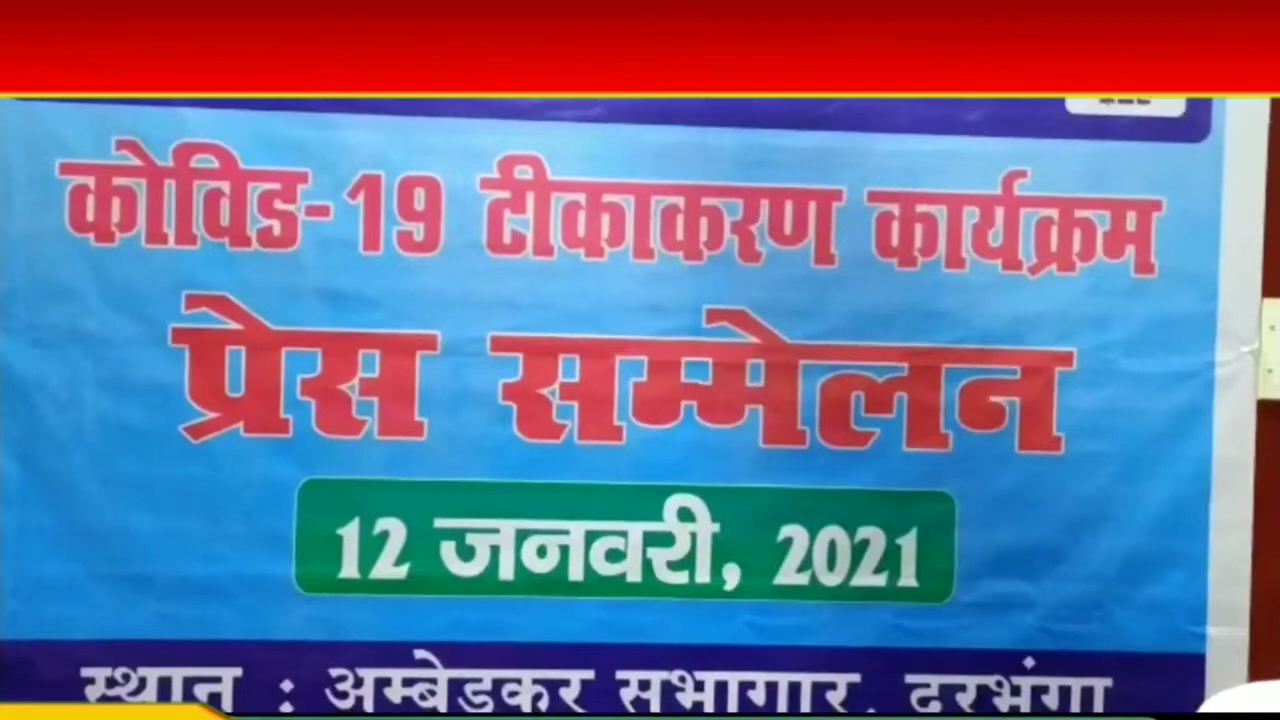 कोविड-19 टीकाकरण कार्यक्रम
प्रेस सम्मेलन
12 जनवरी, 2021
स्थान : अम्बेडकर सभागार, दरभंगा